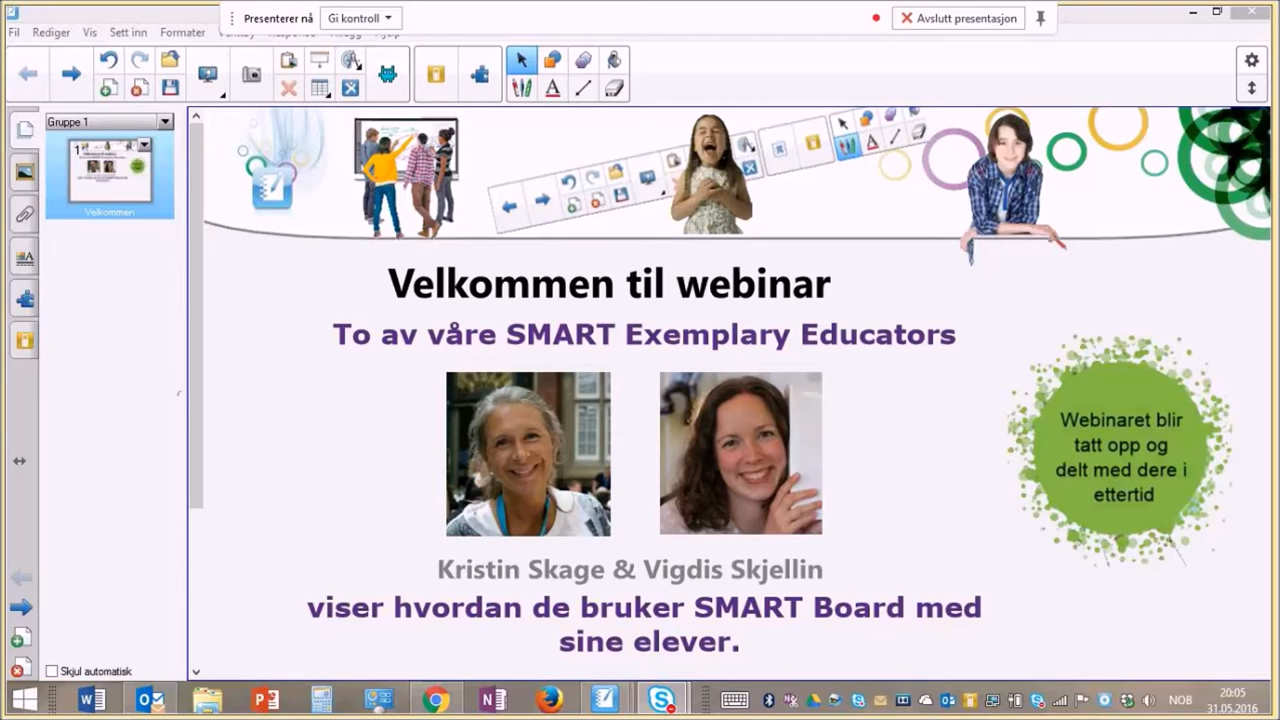 Presenterer nå
Gi kontroll
Avslutt presentasjon
Fil Rediger Vis Sett inn Formater
Gruppe 1
1
Velkommen
Velkommen til webinar
To av våre SMART Exemplary Educators
Webinaret blir
tatt opp og
delt med dere i
ettertid
Kristin Skage & Vigdis Skjellin
viser hvordan de bruker SMART Board med
sine elever.
Skjul automatisk
NOB
20:05
31.05.2016